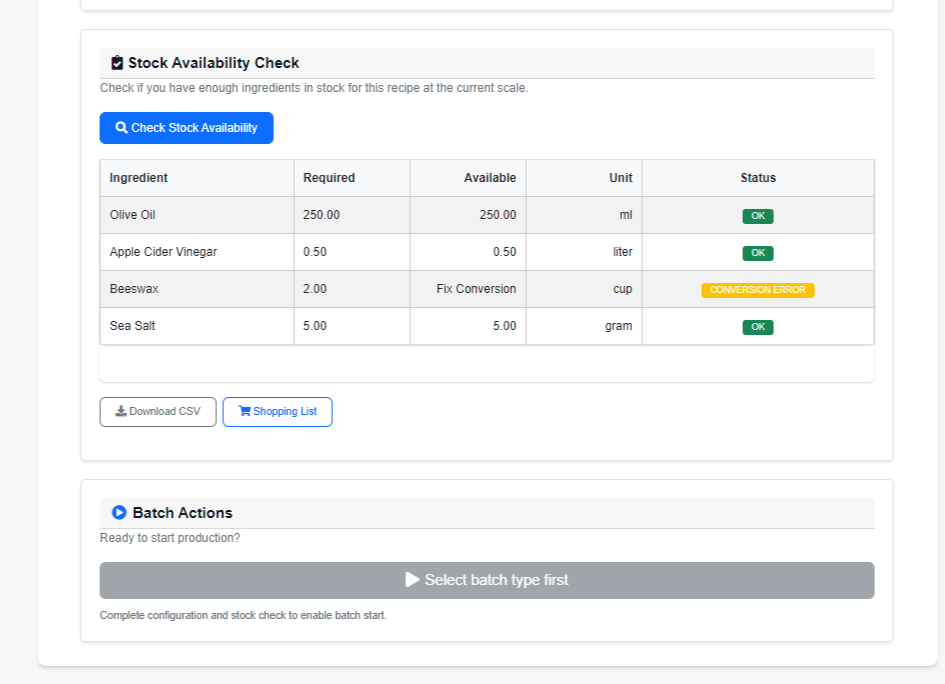 Stock Availability Check
Check if you have enough ingredients in stock for this recipe at the current scale.
Check Stock Availability
Ingredient Required Available Unit Status
Olive Oil 250.00 250.00 ml OK
Apple Cider Vinegar 0.50 0.50 liter OK
Beeswax 2.00 Fix Conversion cup CONVERSION ERROR
Sea Salt 5.00 5.00 gram OK
Download CSV Shopping List
Batch Actions
Ready to start production?
Select batch type first
Complete configuration and stock check to enable batch start.